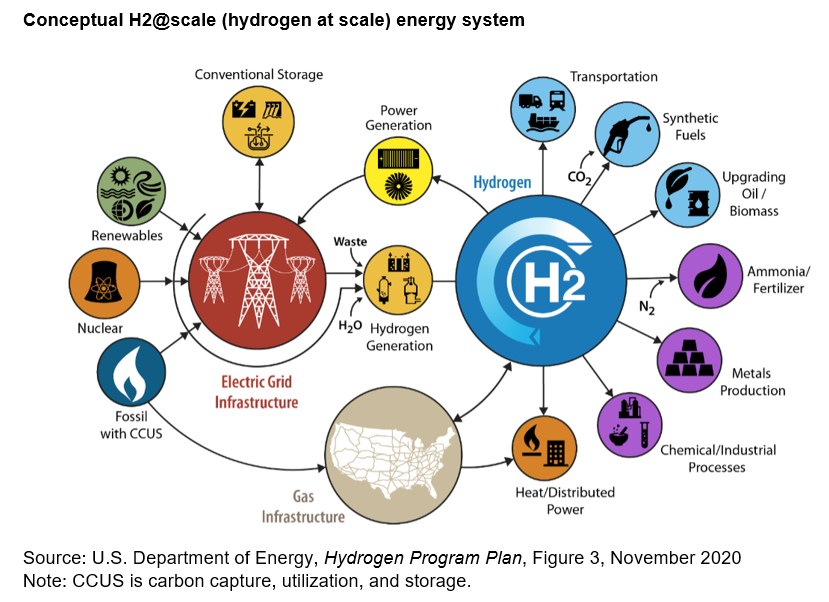 Conceptual H2@scale (hydrogen at scale) energy system
Conventional Storage
Transportation
Power
Generation
Synthetic
Fuels
CO2
Hydrogen
Upgrading
Oil /
Biomass
Renewables
Waste
H2
Ammonia/
Fertilizer
N2
Nuclear
H2O
Hydrogen
Generation
Electric Grid
Infrastructure
Metals
Production
Fossil
with CCUS
Chemical/Industrial
Processes
Gas
Infrastructure
Heat/Distributed
Power
Source: U.S. Department of Energy, Hydrogen Program Plan, Figure 3, November 2020
Note: CCUS is carbon capture, utilization, and storage.